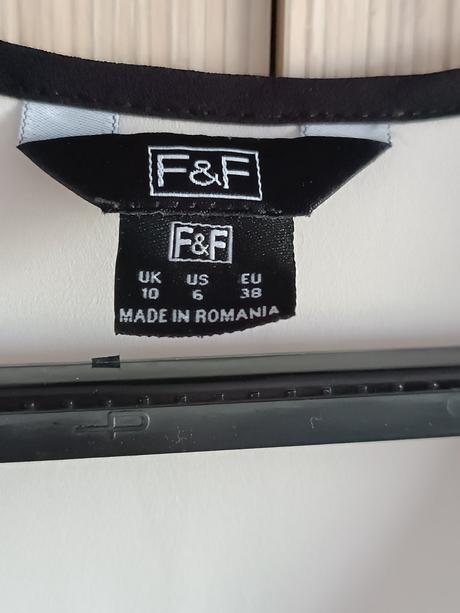 F&F
F&F
UK US EU
10 6 38
MADE IN ROMANIA